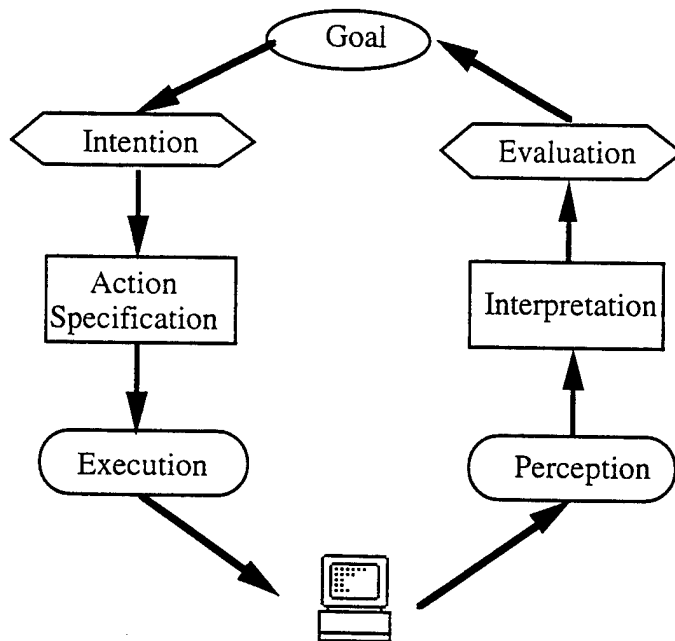 Goal
Intention
Evaluation
Action
Specification
Interpretation
Execution
Perception